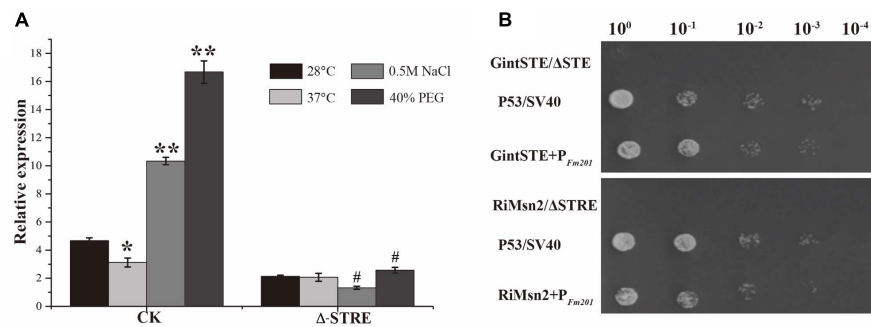 A
Relative expression
18
16
14
12
10
8
6
4
2
0
**
**
*
#
#
28°C
0.5M NaCl
37°C
40% PEG
CK
Δ-STRE
B
10⁰ 10⁻¹ 10⁻² 10⁻³ 10⁻⁴
GintSTE/ΔSTE
P53/SV40
GintSTE+P_Fm201
RiMsn2/ΔSTRE
P53/SV40
RiMsn2+P_Fm201